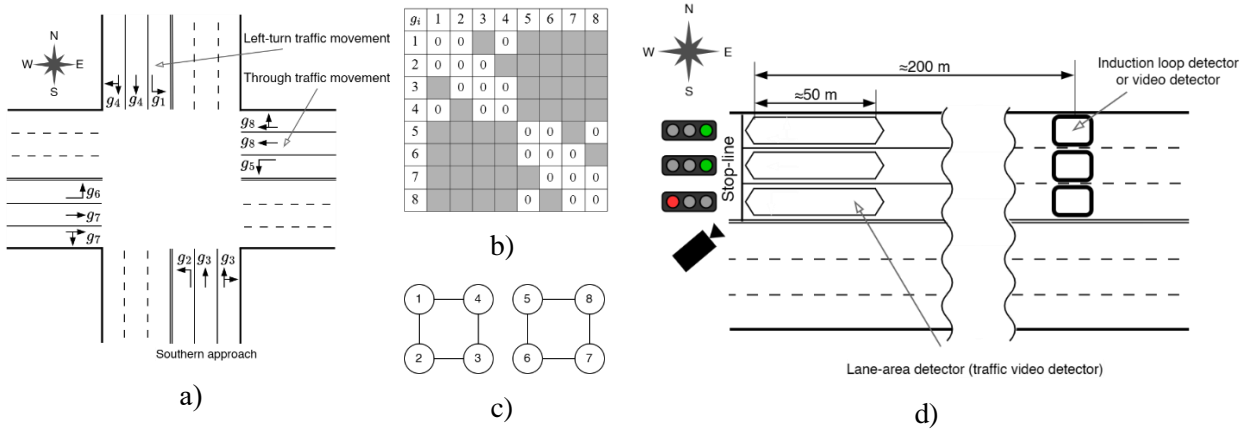 N
W E
S
Left-turn traffic movement
Through traffic movement
g4 g4 g1
g8
g8
g5
g6
g7
g7
g2 g3 g3
Southern approach
a)
gi 1 2 3 4 5 6 7 8
1 0 0 0
2 0 0 0
3 0 0 0
4 0 0 0
5 0 0 0
6 0 0 0
7 0 0 0
8 0 0 0
b)
1 4 5 8
2 3 6 7
c)
N
W E
S
≈200 m
≈50 m
Induction loop detector
or video detector
Stop-line
Lane-area detector (traffic video detector)
d)